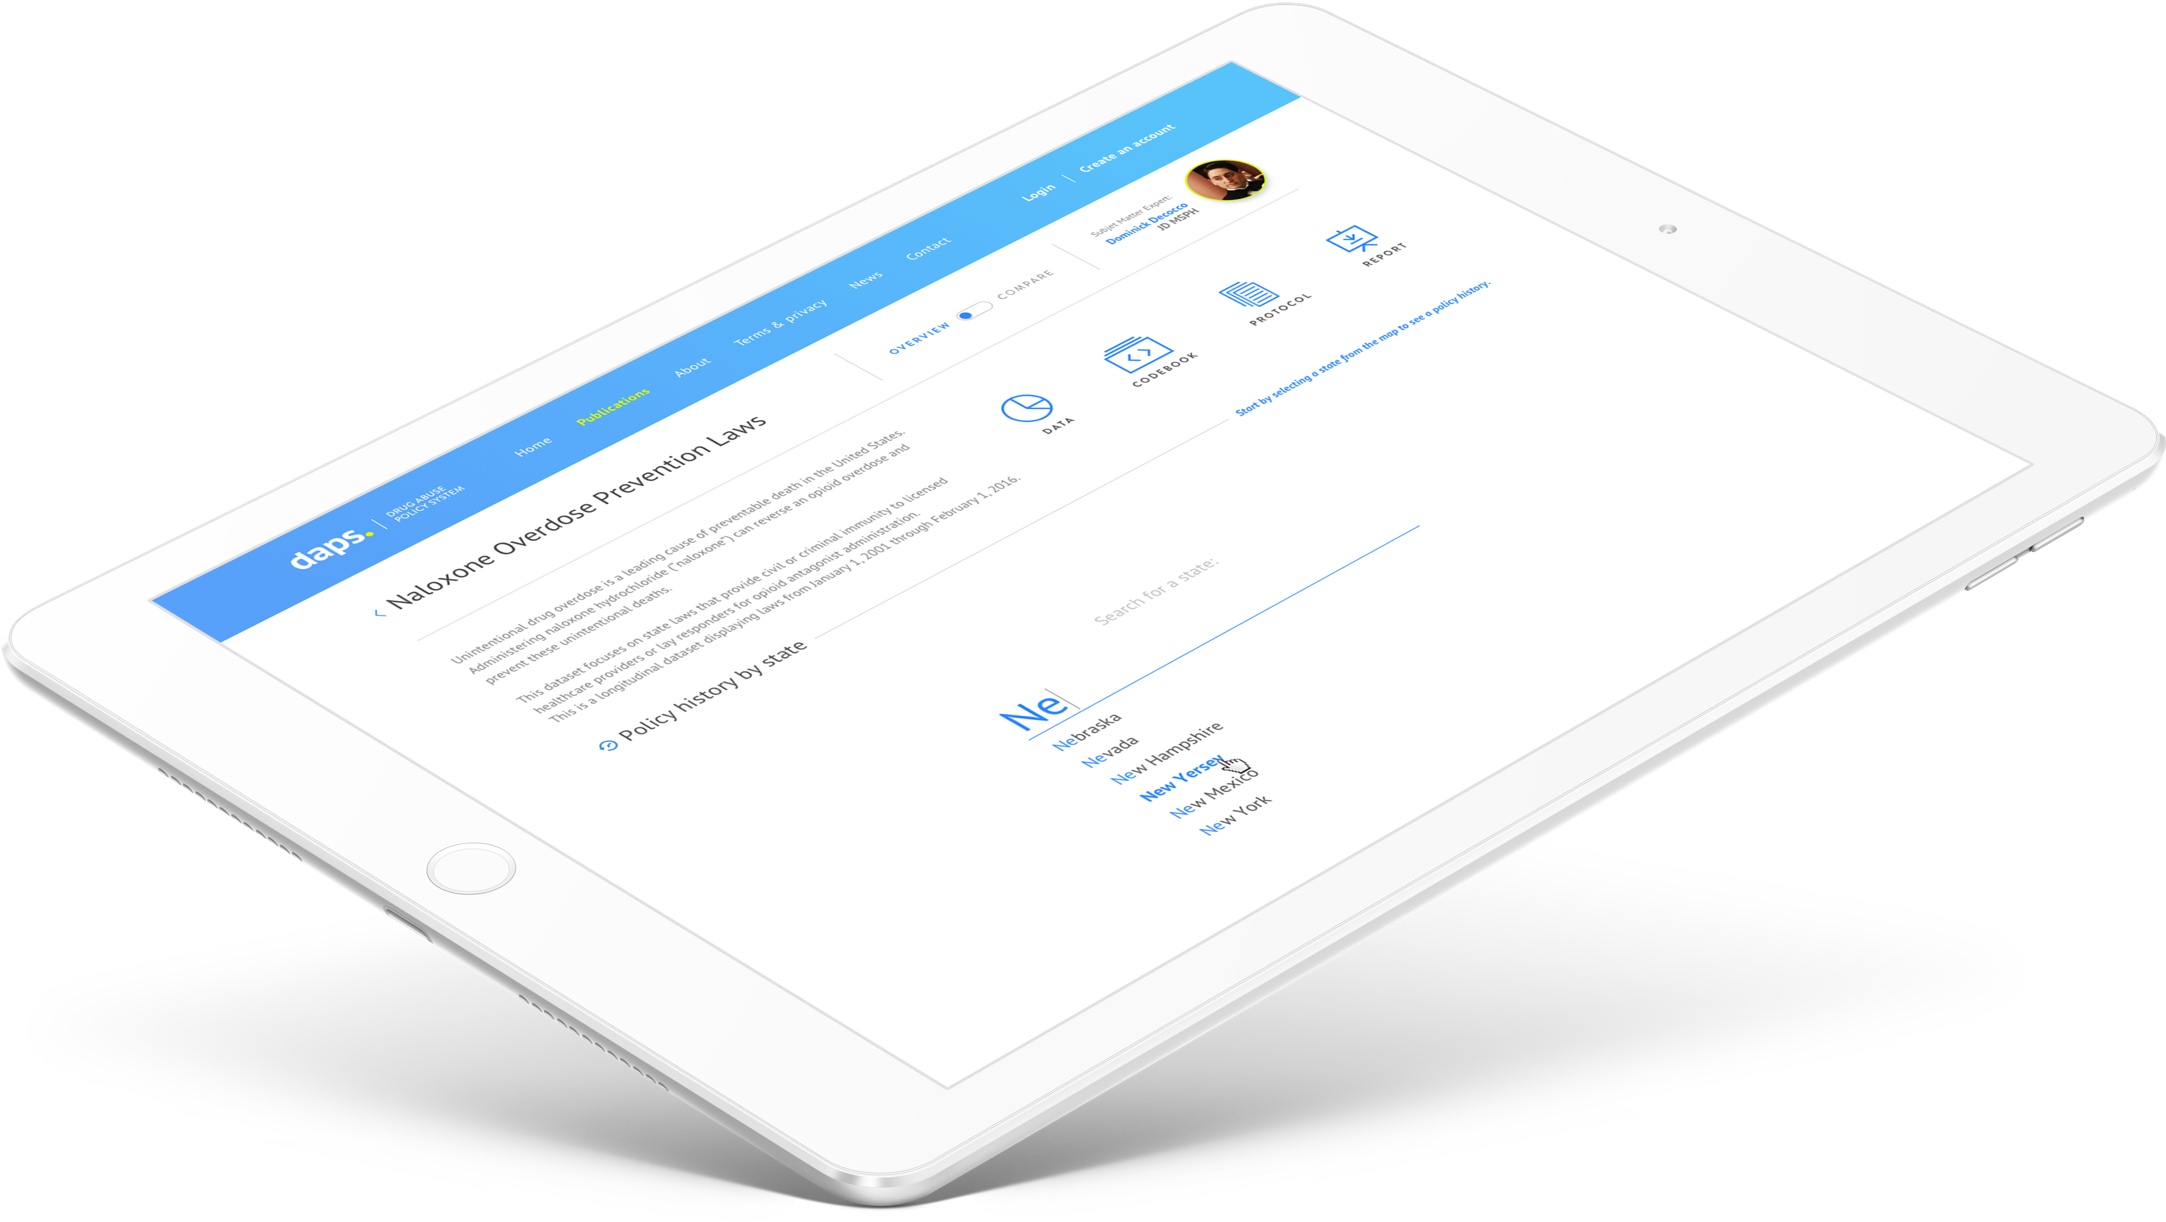 daps.
DRUG ABUSE
POLICY SYSTEM
Home
Publications
About
Terms & privacy
News
Contact
Login
Create an account
< Naloxone Overdose Prevention Laws
OVERVIEW
COMPARE
Subjet Matter Expert:
Dominick Decocco
JD MSPH
Unintentional drug overdose is a leading cause of preventable death in the United States.
Administering naloxone hydrochloride ("naloxone") can reverse an opioid overdose and
prevent these unintentional deaths.
This dataset focuses on state laws that provide civil or criminal immunity to licensed
healthcare providers or lay responders for opioid antagonist administration.
This is a longitudinal dataset displaying laws from January 1, 2001 through February 1, 2016.
DATA
CODEBOOK
PROTOCOL
REPORT
Policy history by state
Start by selecting a state from the map to see a policy history.
Search for a state:
Ne
Nebraska
Nevada
New Hampshire
New Yersey
New Mexico
New York